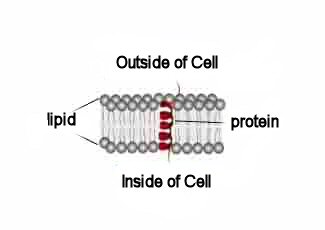 Outside of Cell
lipid
protein
Inside of Cell